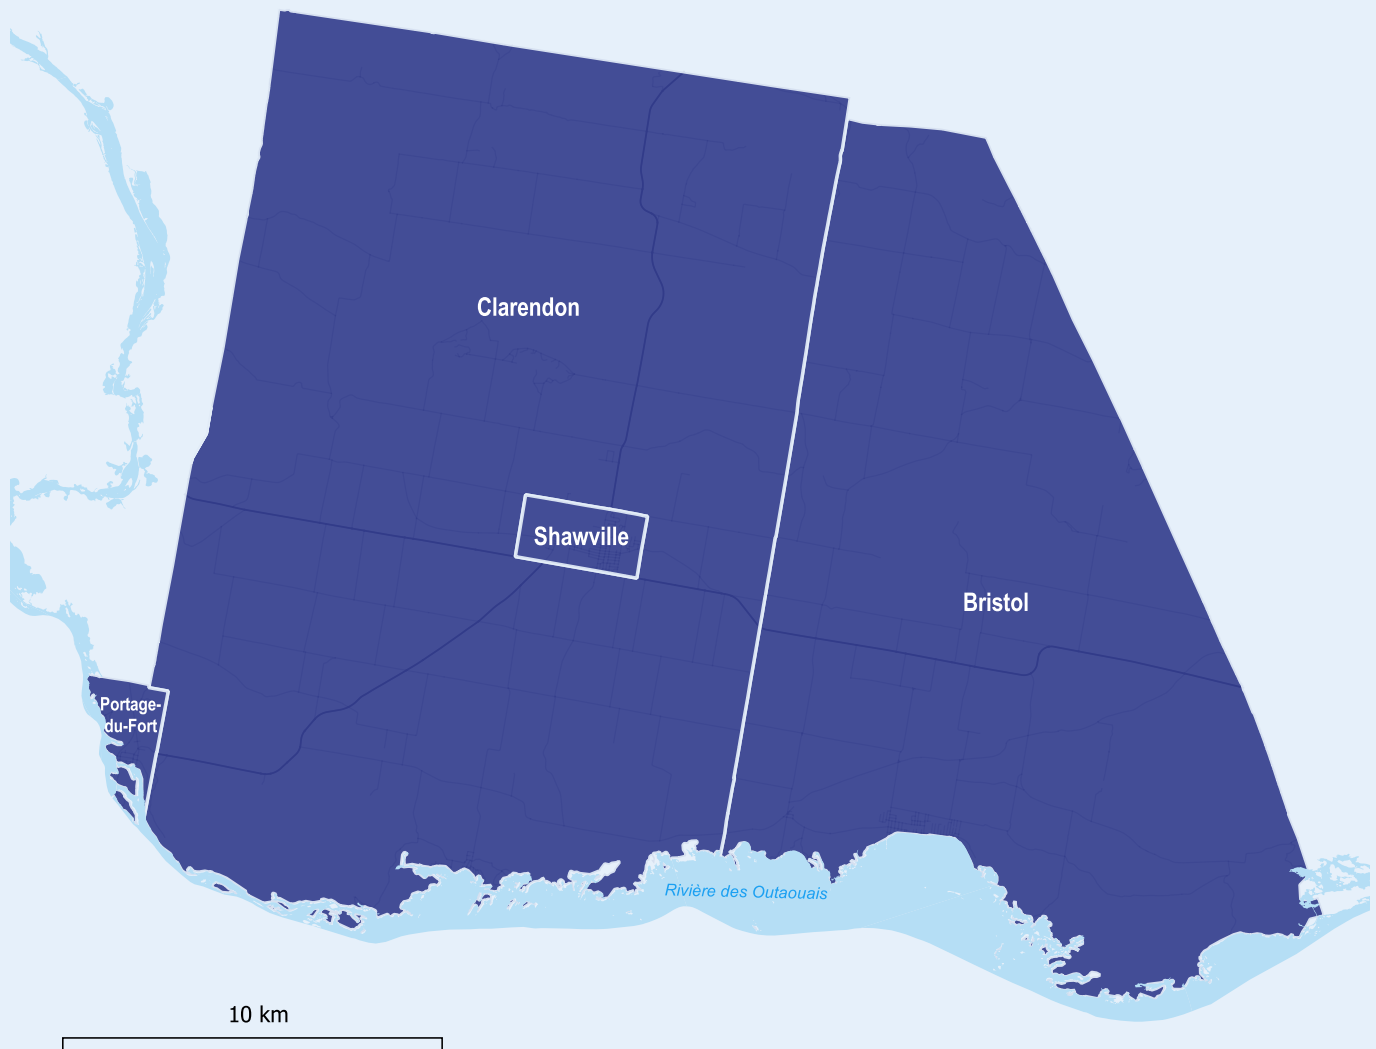 Clarendon
Shawville
Bristol
Portage-
du-Fort
Rivière des Outaouais
10 km